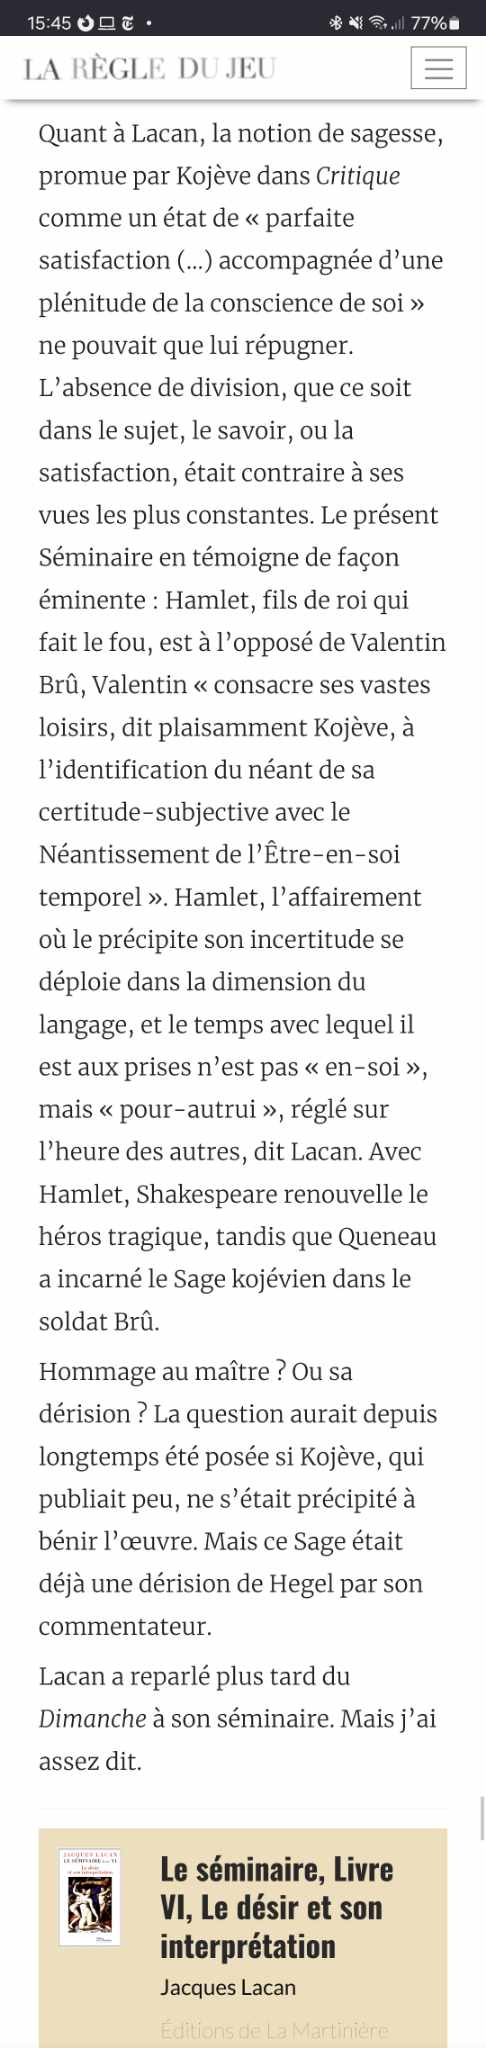 15:45
77%
LA RÈGLE DU JEU
Quant à Lacan, la notion de sagesse,
promue par Kojève dans Critique
comme un état de « parfaite
satisfaction (…) accompagnée d’une
plénitude de la conscience de soi »
ne pouvait que lui répugner.
L’absence de division, que ce soit
dans le sujet, le savoir, ou la
satisfaction, était contraire à ses
vues les plus constantes. Le présent
Séminaire en témoigne de façon
éminente : Hamlet, fils de roi qui
fait le fou, est à l’opposé de Valentin
Brû, Valentin « consacre ses vastes
loisirs, dit plaisamment Kojève, à
l’identification du néant de sa
certitude-subjective avec le
Néantissement de l’Être-en-soi
temporel ». Hamlet, l’affairement
où le précipite son incertitude se
déploie dans la dimension du
langage, et le temps avec lequel il
est aux prises n’est pas « en-soi »,
mais « pour-autrui », réglé sur
l’heure des autres, dit Lacan. Avec
Hamlet, Shakespeare renouvelle le
héros tragique, tandis que Queneau
a incarné le Sage kojévien dans le
soldat Brû.
Hommage au maître ? Ou sa
dérision ? La question aurait depuis
longtemps été posée si Kojève, qui
publiait peu, ne s’était précipité à
bénir l’œuvre. Mais ce Sage était
déjà une dérision de Hegel par son
commentateur.
Lacan a reparlé plus tard du
Dimanche à son séminaire. Mais j’ai
assez dit.
JACQUES LACAN
LE SÉMINAIRE LIVRE VI
Le désir
et son interprétation
Le séminaire, Livre
VI, Le désir et son
interprétation
Jacques Lacan
Éditions de La Martinière